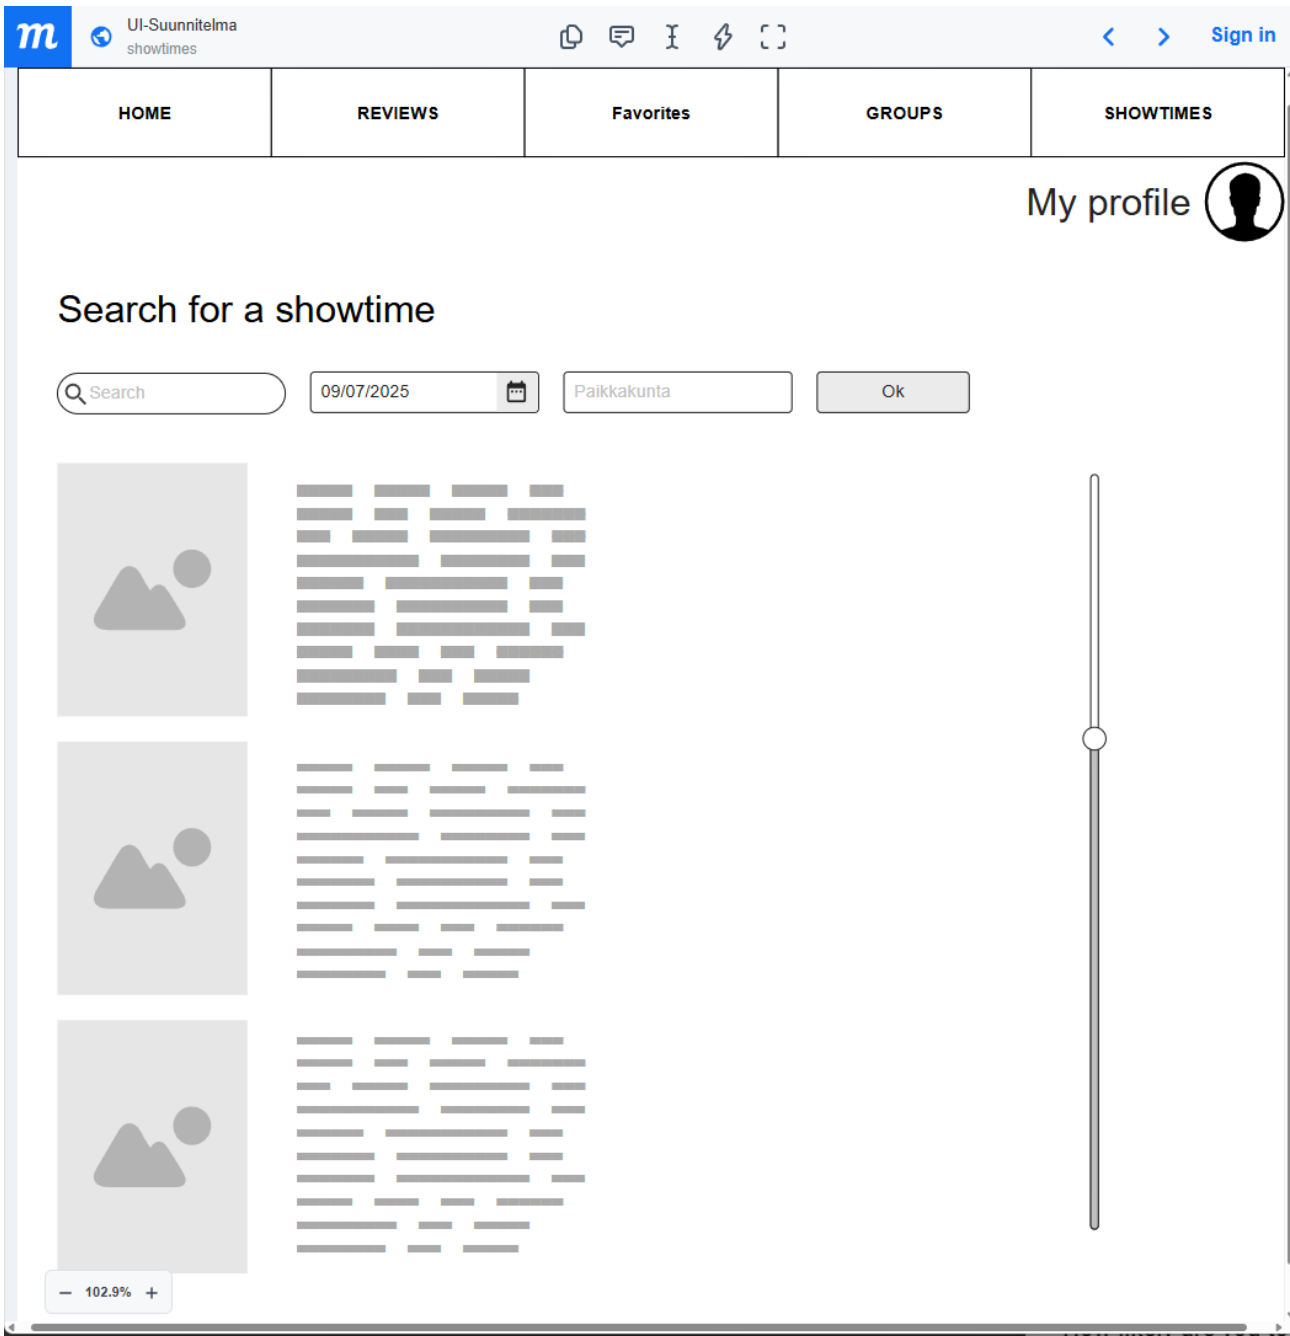 m
UI-Suunnitelma
showtimes
Sign in
HOME
REVIEWS
Favorites
GROUPS
SHOWTIMES
My profile
Search for a showtime
Search
09/07/2025
Paikkakunta
Ok
102.9%